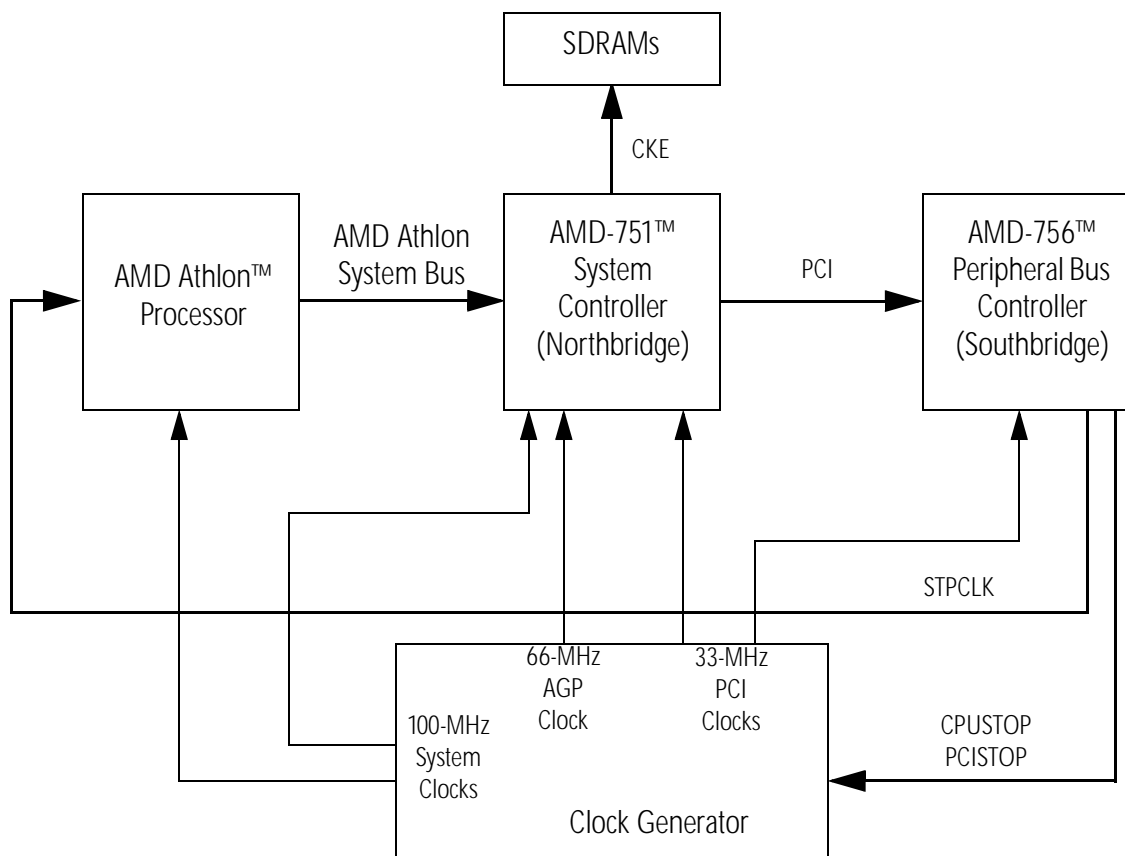 SDRAMs
CKE
AMD Athlon™
Processor
AMD Athlon
System Bus
AMD-751™
System
Controller
(Northbridge)
PCI
AMD-756™
Peripheral Bus
Controller
(Southbridge)
STPCLK
66-MHz
AGP
Clock
33-MHz
PCI
Clocks
100-MHz
System
Clocks
CPUSTOP
PCISTOP
Clock Generator